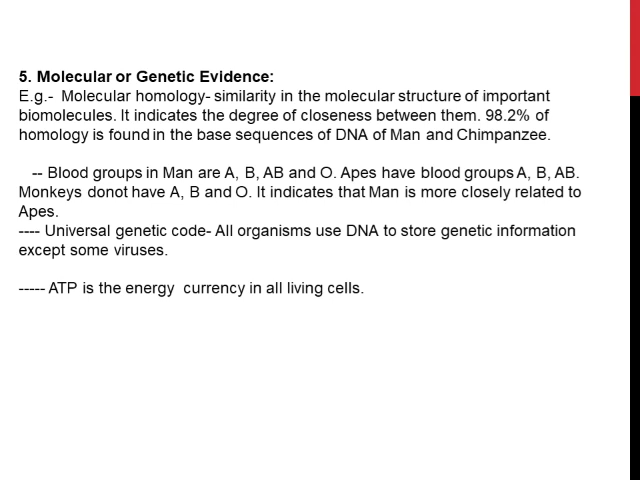 5. Molecular or Genetic Evidence:
E.g.-  Molecular homology- similarity in the molecular structure of important
biomolecules. It indicates the degree of closeness between them. 98.2% of
homology is found in the base sequences of DNA of Man and Chimpanzee.
-- Blood groups in Man are A, B, AB and O. Apes have blood groups A, B, AB.
Monkeys donot have A, B and O. It indicates that Man is more closely related to
Apes.
---- Universal genetic code- All organisms use DNA to store genetic information
except some viruses.
----- ATP is the energy  currency in all living cells.